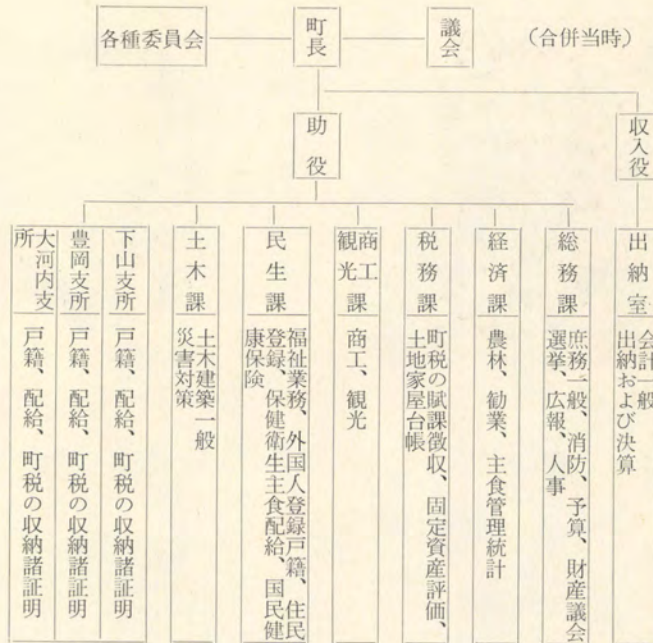 (合併当時)
議会
町長
各種委員会
収入役
助役
出納室
会計一般
出納および決算
総務課
庶務一般、消防、予算、財産議会
選挙、広報、人事
経済課
農林、勧業、主食管理統計
税務課
町税の賦課徴収、固定資産評価、
土地家屋台帳
商工
観光課
商工、観光
民生課
福祉業務、外国人登録戸籍、住民
登録、保健衛生主食配給、国民健
康保険
土木課
土木建築一般
災害対策
下山支所
戸籍、配給、町税の収納諸証明
豊岡支所
戸籍、配給、町税の収納諸証明
大河内支
所
戸籍、配給、町税の収納諸証明